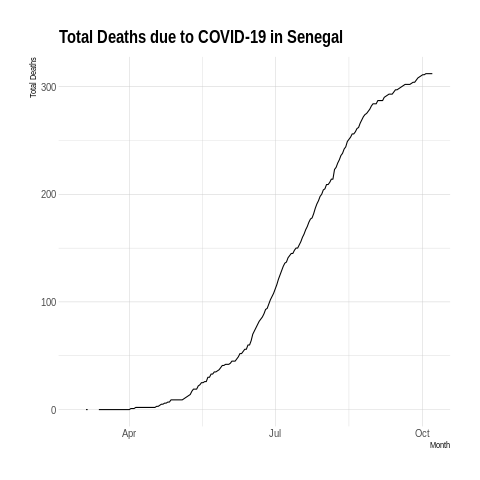 Total Deaths due to COVID-19 in Senegal
Total Deaths
300
200
100
0
Apr
Jul
Oct
Month